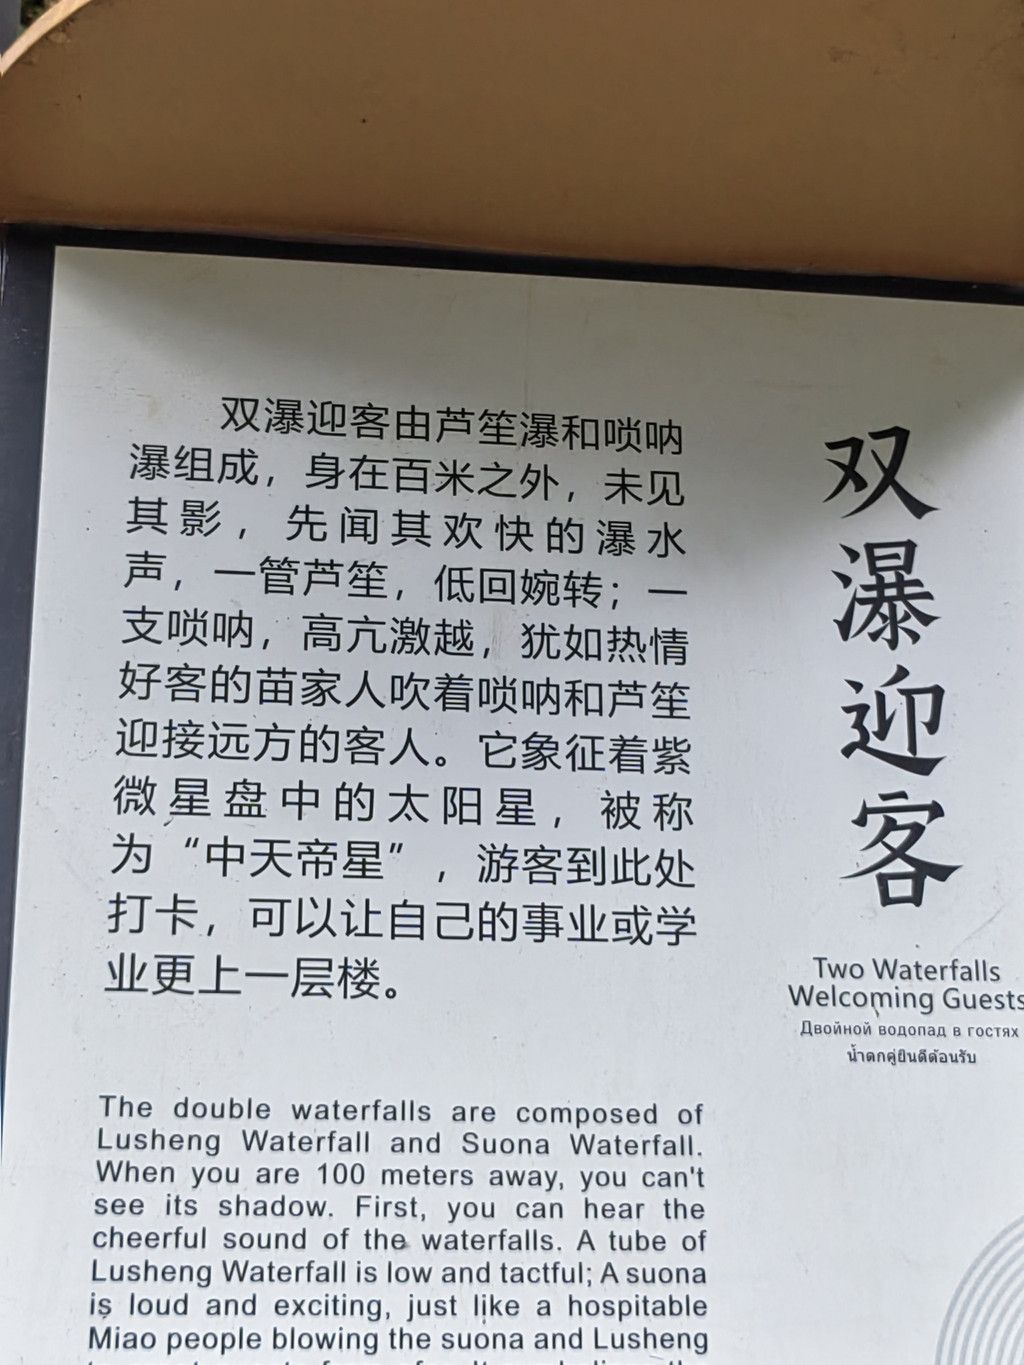 双瀑迎客由芦笙瀑和唢呐
瀑组成，身在百米之外，未见
其影，先闻其欢快的瀑水
声，一管芦笙，低回婉转；一
支唢呐，高亢激越，犹如热情
好客的苗家人吹着唢呐和芦笙
迎接远方的客人。它象征着紫
微星盘中的太阳星，被称
为“中天帝星”，游客到此处
打卡，可以让自己的事业或学
业更上一层楼。
双瀑迎客
Two Waterfalls
Welcoming Guests
Двойной водопад в гостях
น้ำตกคู่ยินดีต้อนรับ
The double waterfalls are composed of
Lusheng Waterfall and Suona Waterfall.
When you are 100 meters away, you can't
see its shadow. First, you can hear the
cheerful sound of the waterfalls. A tube of
Lusheng Waterfall is low and tactful; A suona
is loud and exciting, just like a hospitable
Miao people blowing the suona and Lusheng